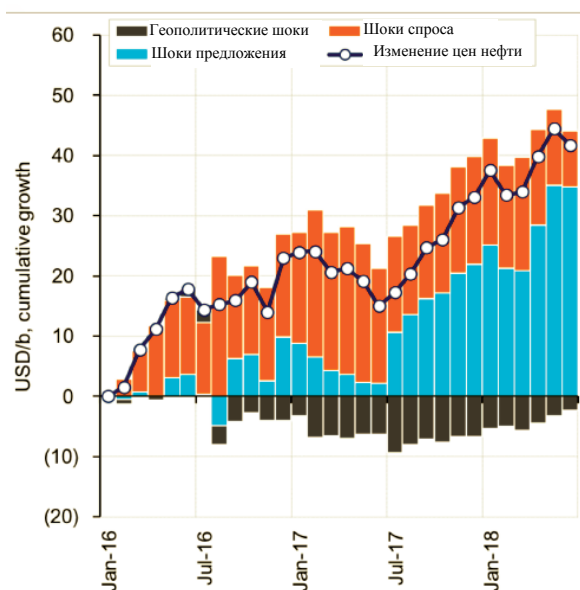 60
Геополитические шоки
Шоки спроса
Шоки предложения
Изменение цен нефти
50
40
30
20
10
0
(10)
(20)
USD/b, cumulative growth
Jan-16
Jul-16
Jan-17
Jul-17
Jan-18